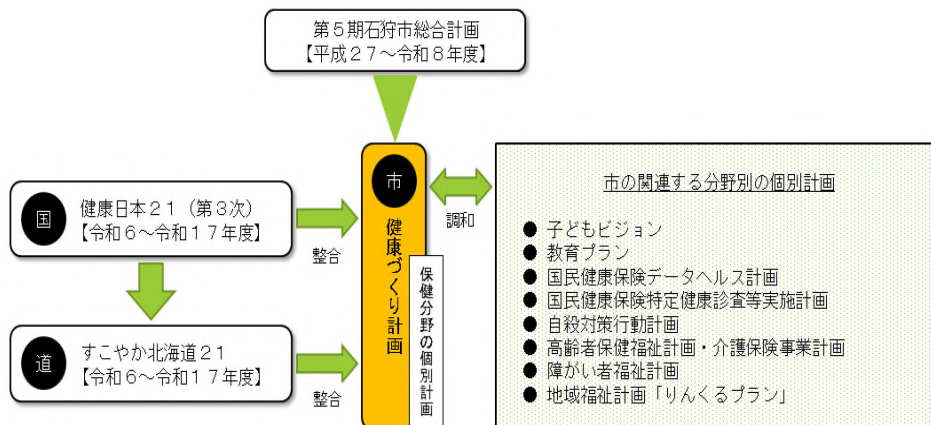 第５期石狩市総合計画
【平成２７～令和８年度】
国
健康日本２１（第３次）
【令和６～令和１７年度】
整合
道
すこやか北海道２１
【令和６～令和１７年度】
整合
市
健康づくり計画
保健分野の個別計画
調和
市の関連する分野別の個別計画
● 子どもビジョン
● 教育プラン
● 国民健康保険データヘルス計画
● 国民健康保険特定健康診査等実施計画
● 自殺対策行動計画
● 高齢者保健福祉計画・介護保険事業計画
● 障がい者福祉計画
● 地域福祉計画「りんくるプラン」